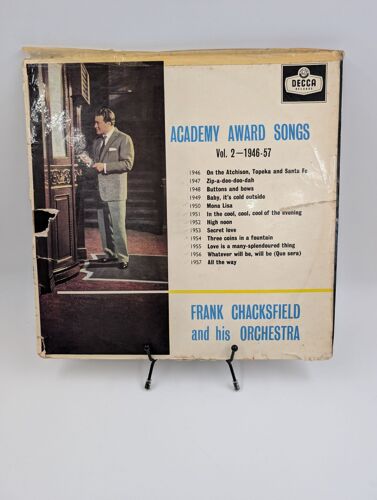 DECCA
RECORDS
ACADEMY AWARD SONGS
Vol. 2—1946-57
1946 On the Atchison, Topeka and Santa Fe
1947 Zip-a-dee-doo-dah
1948 Buttons and bows
1949 Baby, it's cold outside
1950 Mona Lisa
1951 In the cool, cool, cool of the evening
1952 High noon
1953 Secret love
1954 Three coins in a fountain
1955 Love is a many-splendoured thing
1956 Whatever will be, will be (Que sera)
1957 All the way
FRANK CHACKSFIELD
and his ORCHESTRA